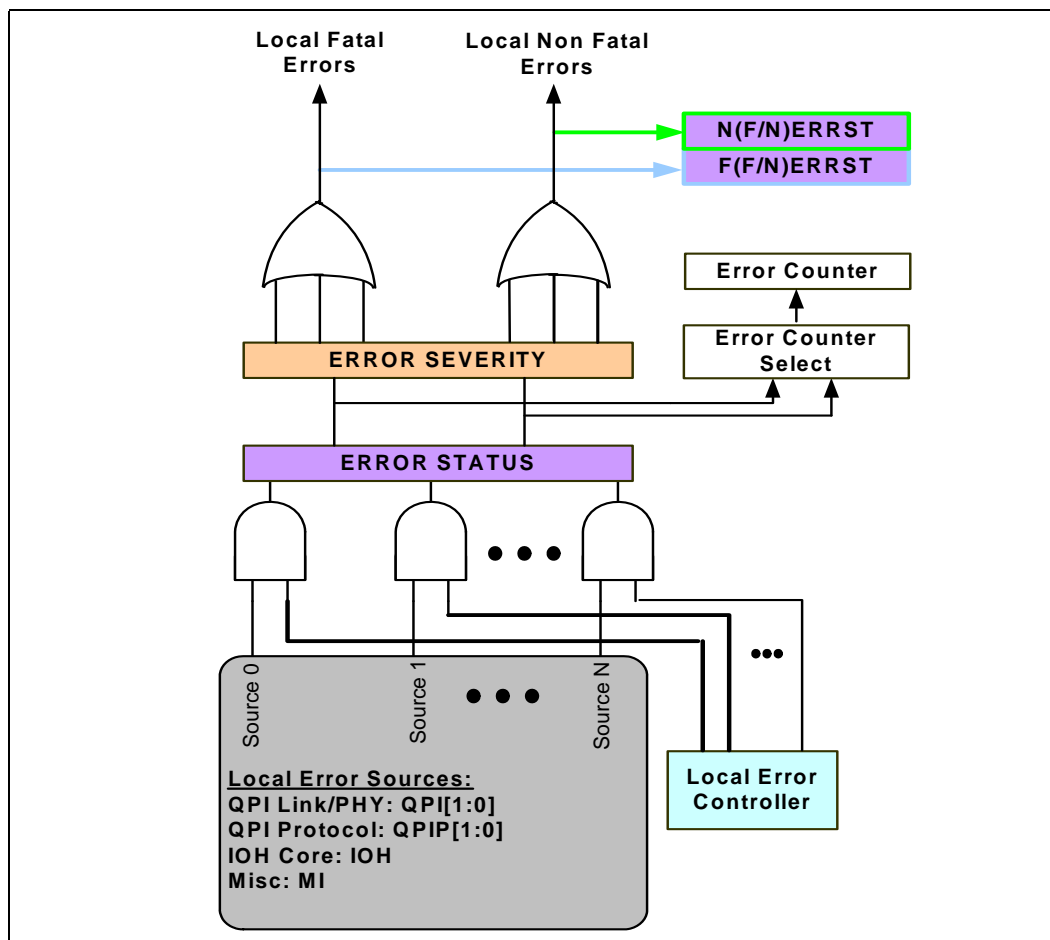 Local Fatal
Errors
Local Non Fatal
Errors
N(F/N)ERRST
F(F/N)ERRST
Error Counter
Error Counter
Select
ERROR SEVERITY
ERROR STATUS
Source 0
Source 1
Source N
Local Error
Controller
Local Error Sources:
QPI Link/PHY: QPI[1:0]
QPI Protocol: QPIP[1:0]
IOH Core: IOH
Misc: MI